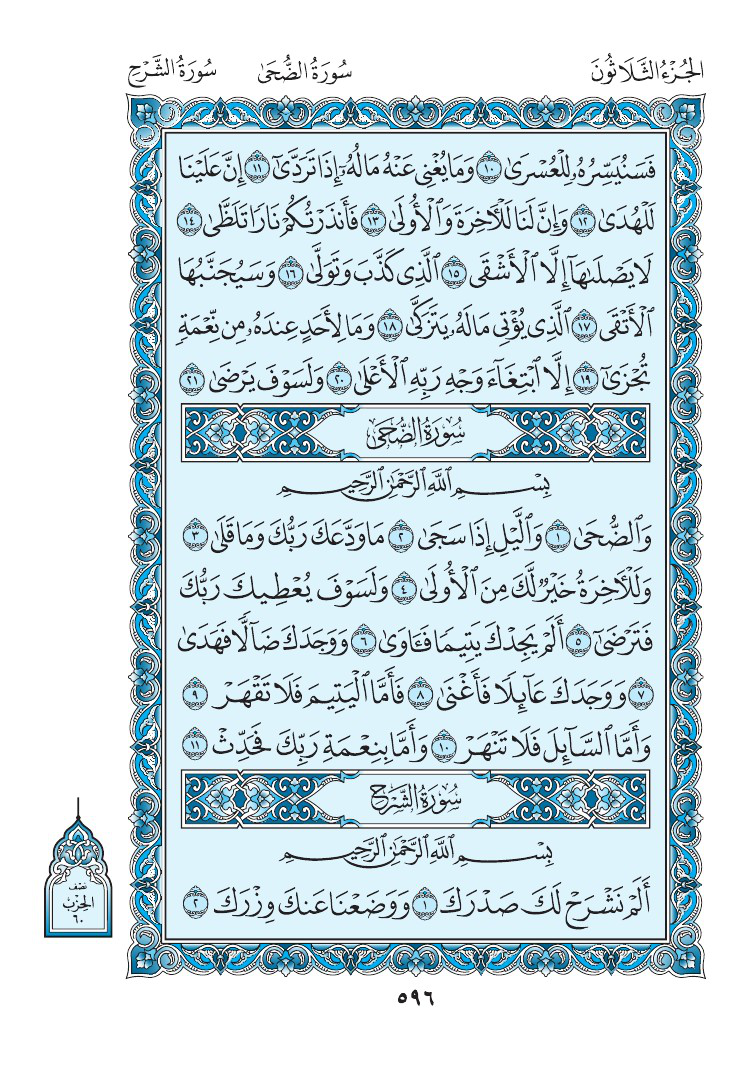 الجُزْءُ الثَّلَاثُونَ سُورَةُ الضُّحَىٰ سُورَةُ الشَّرْحِ
فَسَنُيَسِّرُهُۥ لِلْعُسْرَىٰ ١٠ وَمَا يُغْنِى عَنْهُ مَالُهُۥٓ إِذَا تَرَدَّىٰٓ ١١ إِنَّ عَلَيْنَا
لَلْهُدَىٰ ١٢ وَإِنَّ لَنَا لَلْـَٔاخِرَةَ وَٱلْأُولَىٰ ١٣ فَأَنذَرْتُكُمْ نَارًا تَلَظَّىٰ ١٤
لَا يَصْلَىٰهَآ إِلَّا ٱلْأَشْقَى ١٥ ٱلَّذِى كَذَّبَ وَتَوَلَّىٰ ١٦ وَسَيُجَنَّبُهَا
ٱلْأَتْقَى ١٧ ٱلَّذِى يُؤْتِى مَالَهُۥ يَتَزَكَّىٰ ١٨ وَمَا لِأَحَدٍ عِندَهُۥ مِن نِّعْمَةٍ
تُجْزَىٰٓ ١٩ إِلَّا ٱبْتِغَآءَ وَجْهِ رَبِّهِ ٱلْأَعْلَىٰ ٢٠ وَلَسَوْفَ يَرْضَىٰ ٢١
سُورَةُ الضُّحَىٰ
بِسْمِ ٱللَّهِ ٱلرَّحْمَٰنِ ٱلرَّحِيمِ
وَٱلضُّحَىٰ ١ وَٱلَّيْلِ إِذَا سَجَىٰ ٢ مَا وَدَّعَكَ رَبُّكَ وَمَا قَلَىٰ ٣
وَلَلْـَٔاخِرَةُ خَيْرٌ لَّكَ مِنَ ٱلْأُولَىٰ ٤ وَلَسَوْفَ يُعْطِيكَ رَبُّكَ
فَتَرْضَىٰٓ ٥ أَلَمْ يَجِدْكَ يَتِيمًا فَـَٔاوَىٰ ٦ وَوَجَدَكَ ضَآلًّا فَهَدَىٰ
٧ وَوَجَدَكَ عَآئِلًا فَأَغْنَىٰ ٨ فَأَمَّا ٱلْيَتِيمَ فَلَا تَقْهَرْ ٩
وَأَمَّا ٱلسَّآئِلَ فَلَا تَنْهَرْ ١٠ وَأَمَّا بِنِعْمَةِ رَبِّكَ فَحَدِّثْ ١١
سُورَةُ الشَّرْحِ
بِسْمِ ٱللَّهِ ٱلرَّحْمَٰنِ ٱلرَّحِيمِ
أَلَمْ نَشْرَحْ لَكَ صَدْرَكَ ١ وَوَضَعْنَا عَنكَ وِزْرَكَ ٢
نصف
الحزب
٦٠
٥٩٦